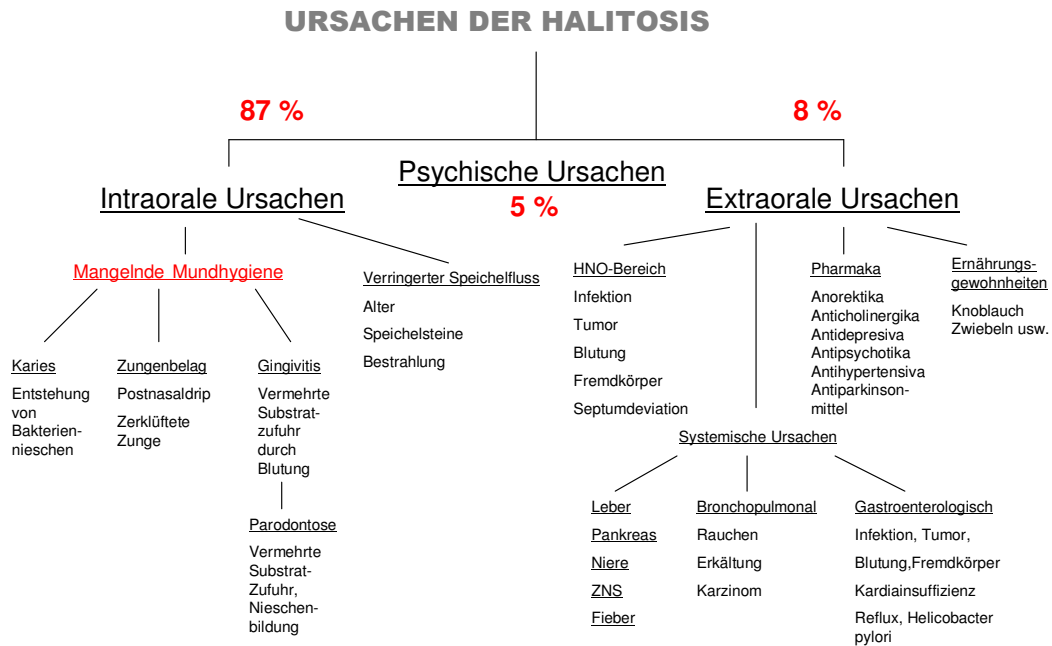 URSACHEN DER HALITOSIS
87 %
8 %
Psychische Ursachen
5 %
Intraorale Ursachen
Extraorale Ursachen
Mangelnde Mundhygiene
Verringerter Speichelfluss
Alter
Speichelsteine
Bestrahlung
Karies
Entstehung
von
Bakterien-
nieschen
Zungenbelag
Postnasaldrip
Zerklüftete
Zunge
Gingivitis
Vermehrte
Substrat-
zufuhr
durch
Blutung
Parodontose
Vermehrte
Substrat-
Zufuhr,
Nieschen-
bildung
HNO-Bereich
Infektion
Tumor
Blutung
Fremdkörper
Septumdeviation
Pharmaka
Anorektika
Anticholinergika
Antidepresiva
Antipsychotika
Antihypertensiva
Antiparkinson-
mittel
Ernährungs-
gewohnheiten
Knoblauch
Zwiebeln usw.
Systemische Ursachen
Leber
Pankreas
Niere
ZNS
Fieber
Bronchopulmonal
Rauchen
Erkältung
Karzinom
Gastroenterologisch
Infektion, Tumor,
Blutung,Fremdkörper
Kardiainsuffizienz
Reflux, Helicobacter
pylori